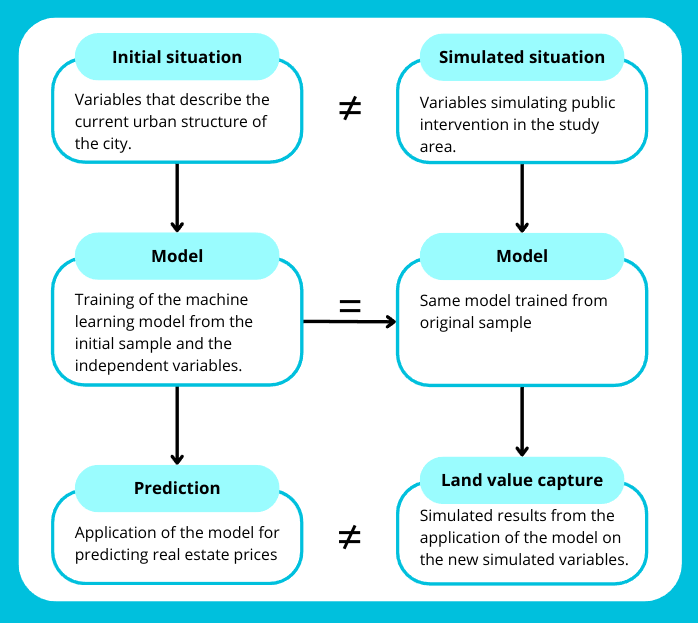 Initial situation
Variables that describe the
current urban structure of
the city.
≠
Simulated situation
Variables simulating public
intervention in the study
area.
Model
Training of the machine
learning model from the
initial sample and the
independent variables.
=
Model
Same model trained from
original sample
Prediction
Application of the model for
predicting real estate prices
≠
Land value capture
Simulated results from the
application of the model on
the new simulated variables.